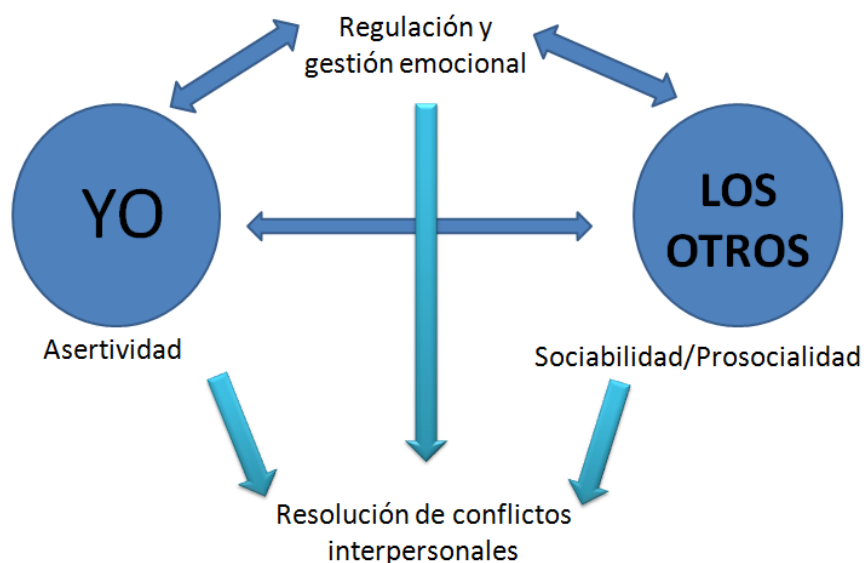 Regulación y
gestión emocional
YO
LOS
OTROS
Asertividad
Sociabilidad/Prosocialidad
Resolución de conflictos
interpersonales